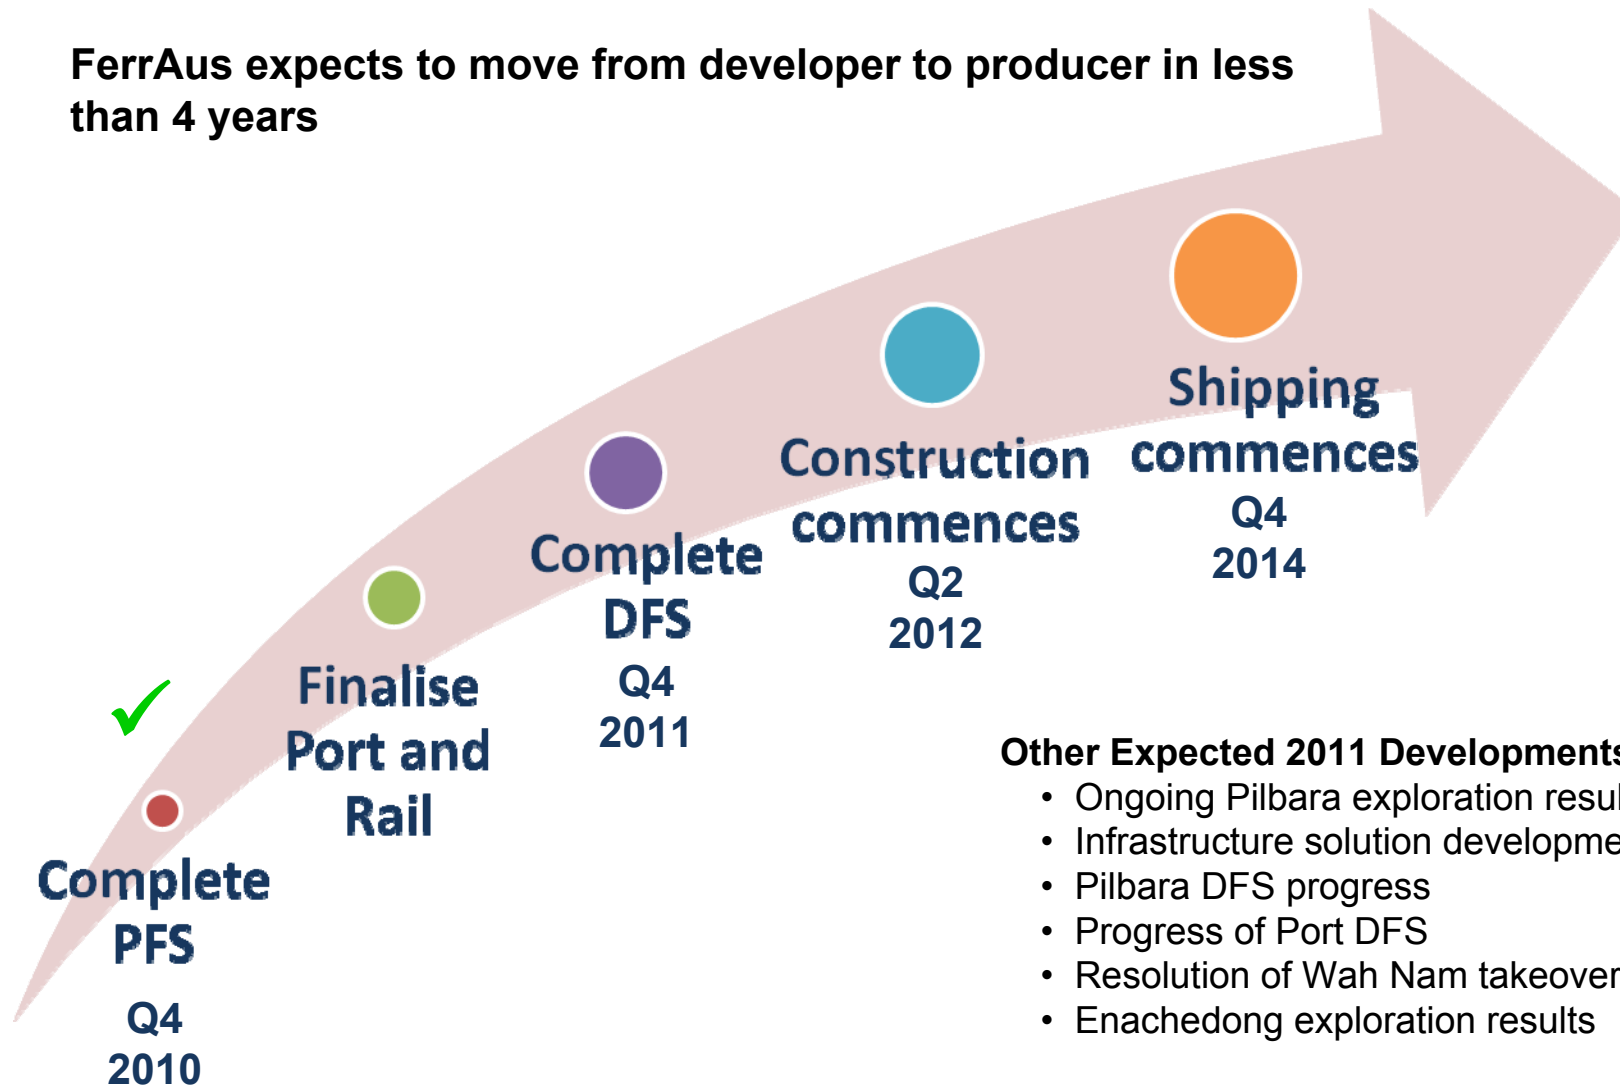 FerrAus expects to move from developer to producer in less
than 4 years
Complete
PFS
Q4
2010
Finalise
Port and
Rail
Complete
DFS
Q4
2011
Construction
commences
Q2
2012
Shipping
commences
Q4
2014
Other Expected 2011 Developments
• Ongoing Pilbara exploration
• Infrastructure solution
• Pilbara DFS progress
• Progress of Port DFS
• Resolution of Wah Nam takeover
• Enachedong exploration results